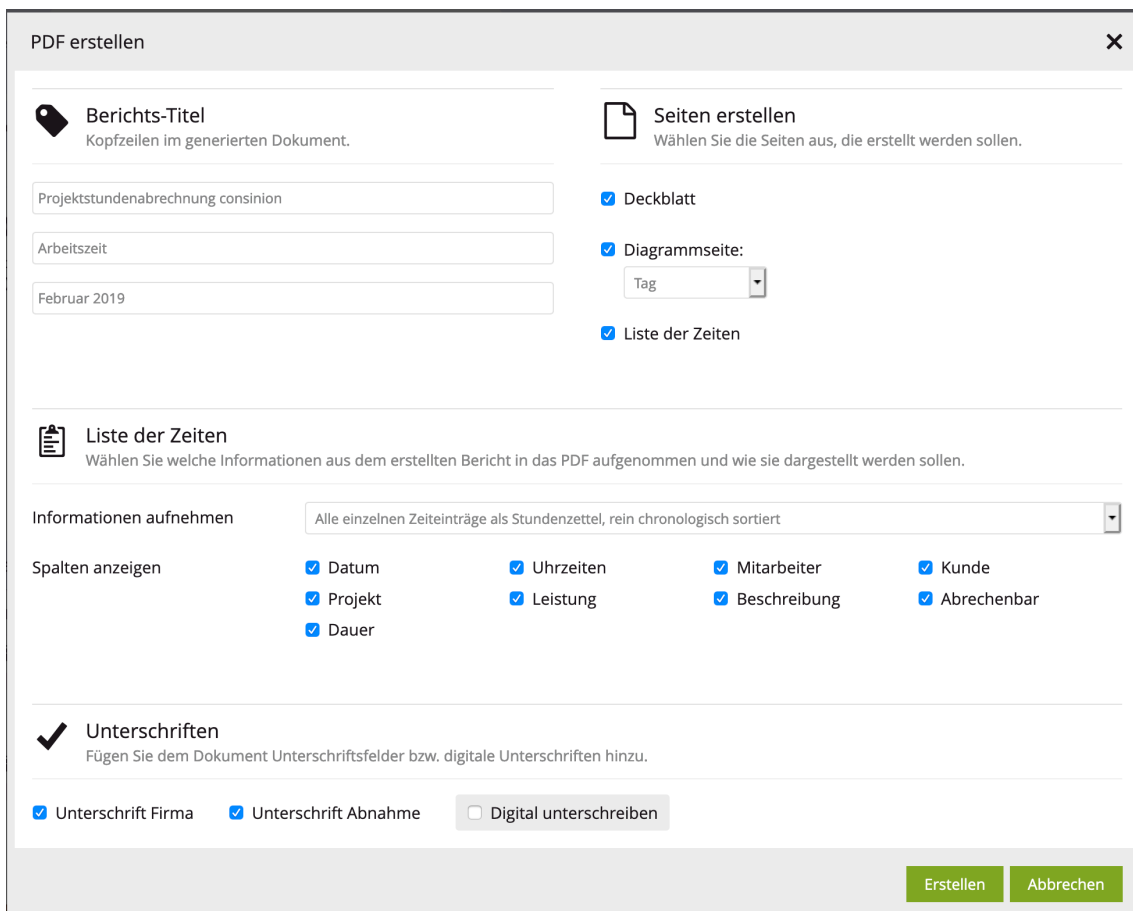 PDF erstellen
Berichts-Titel
Kopfzeilen im generierten Dokument.
Projektstundenabrechnung consinion
Arbeitszeit
Februar 2019
Seiten erstellen
Wählen Sie die Seiten aus, die erstellt werden sollen.
Deckblatt
Diagrammseite:
Tag
Liste der Zeiten
Liste der Zeiten
Wählen Sie welche Informationen aus dem erstellten Bericht in das PDF aufgenommen und wie sie dargestellt werden sollen.
Informationen aufnehmen
Alle einzelnen Zeiteinträge als Stundenzettel, rein chronologisch sortiert
Spalten anzeigen
Datum Uhrzeiten Mitarbeiter Kunde
Projekt Leistung Beschreibung Abrechenbar
Dauer
Unterschriften
Fügen Sie dem Dokument Unterschriftsfelder bzw. digitale Unterschriften hinzu.
Unterschrift Firma Unterschrift Abnahme Digital unterschreiben
Erstellen Abbrechen